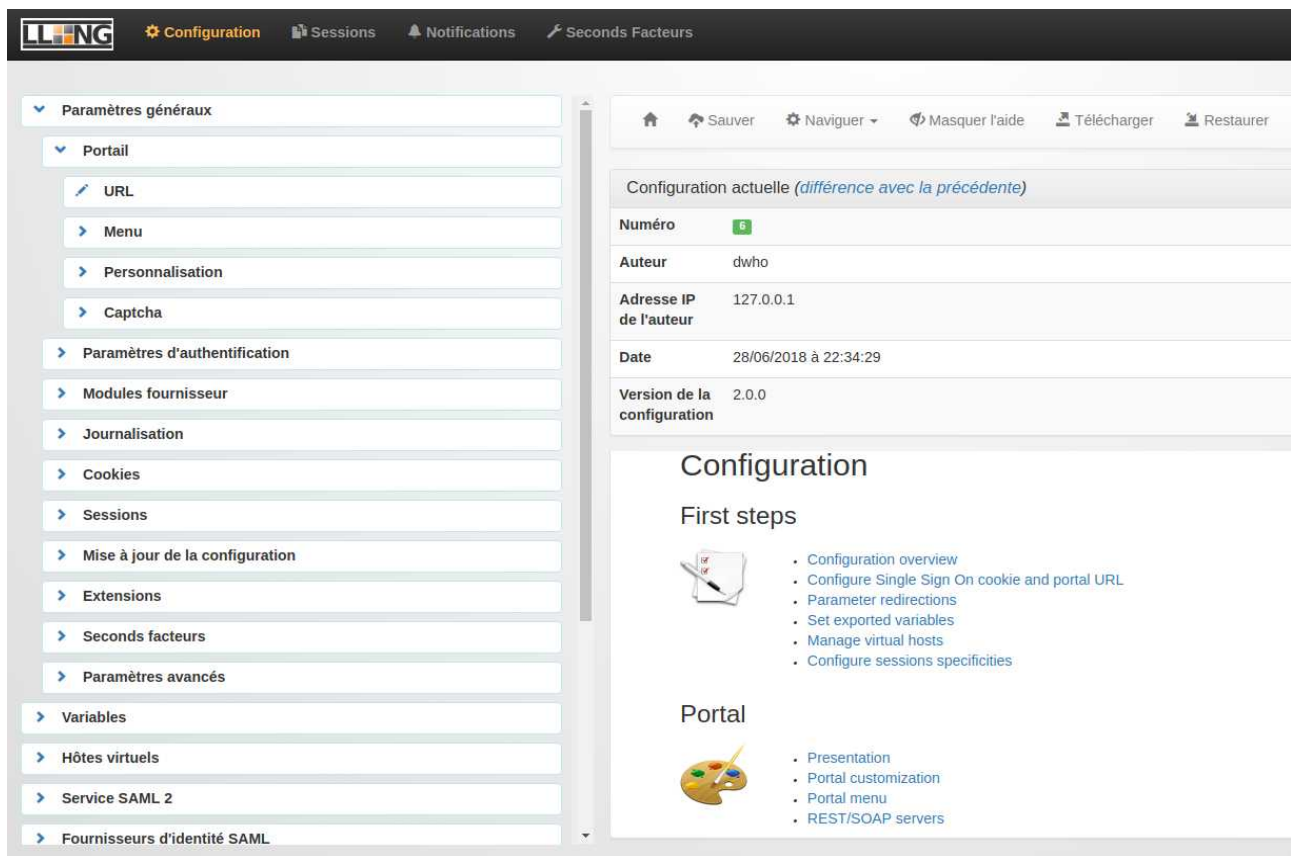 LL NG
Configuration
Sessions
Notifications
Seconds Facteurs
Paramètres généraux
Portail
URL
Menu
Personnalisation
Captcha
Paramètres d'authentification
Modules fournisseur
Journalisation
Cookies
Sessions
Mise à jour de la configuration
Extensions
Seconds facteurs
Paramètres avancés
Variables
Hôtes virtuels
Service SAML 2
Fournisseurs d'identité SAML
Sauver
Naviguer
Masquer l'aide
Télécharger
Restaurer
Configuration actuelle (différence avec la précédente)
Numéro 6
Auteur dwho
Adresse IP 127.0.0.1
de l'auteur
Date 28/06/2018 à 22:34:29
Version de la 2.0.0
configuration
Configuration
First steps
Configuration overview
Configure Single Sign On cookie and portal URL
Parameter redirections
Set exported variables
Manage virtual hosts
Configure sessions specificities
Portal
Presentation
Portal customization
Portal menu
REST/SOAP servers